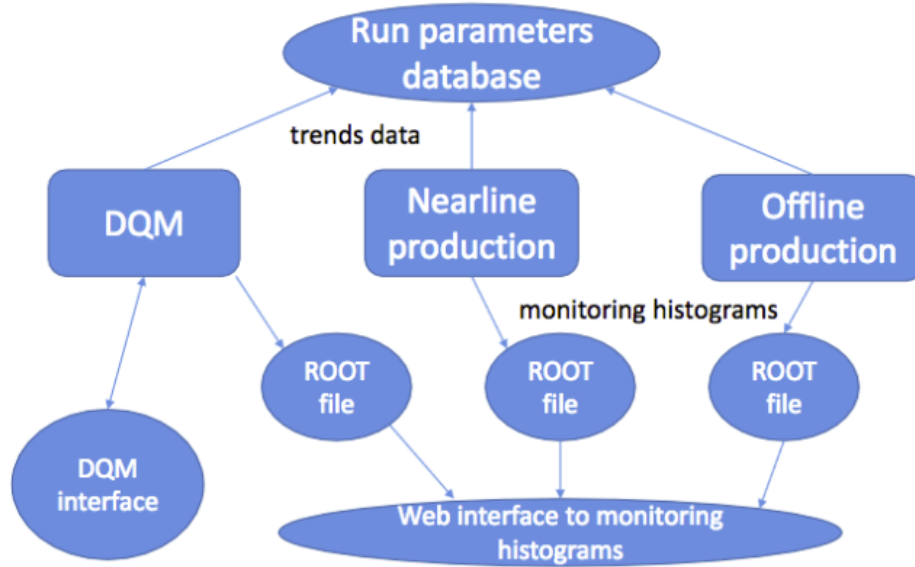 Run parameters
database
trends data
DQM
Nearline
production
Offline
production
monitoring histograms
ROOT
file
ROOT
file
ROOT
file
DQM
interface
Web interface to monitoring
histograms